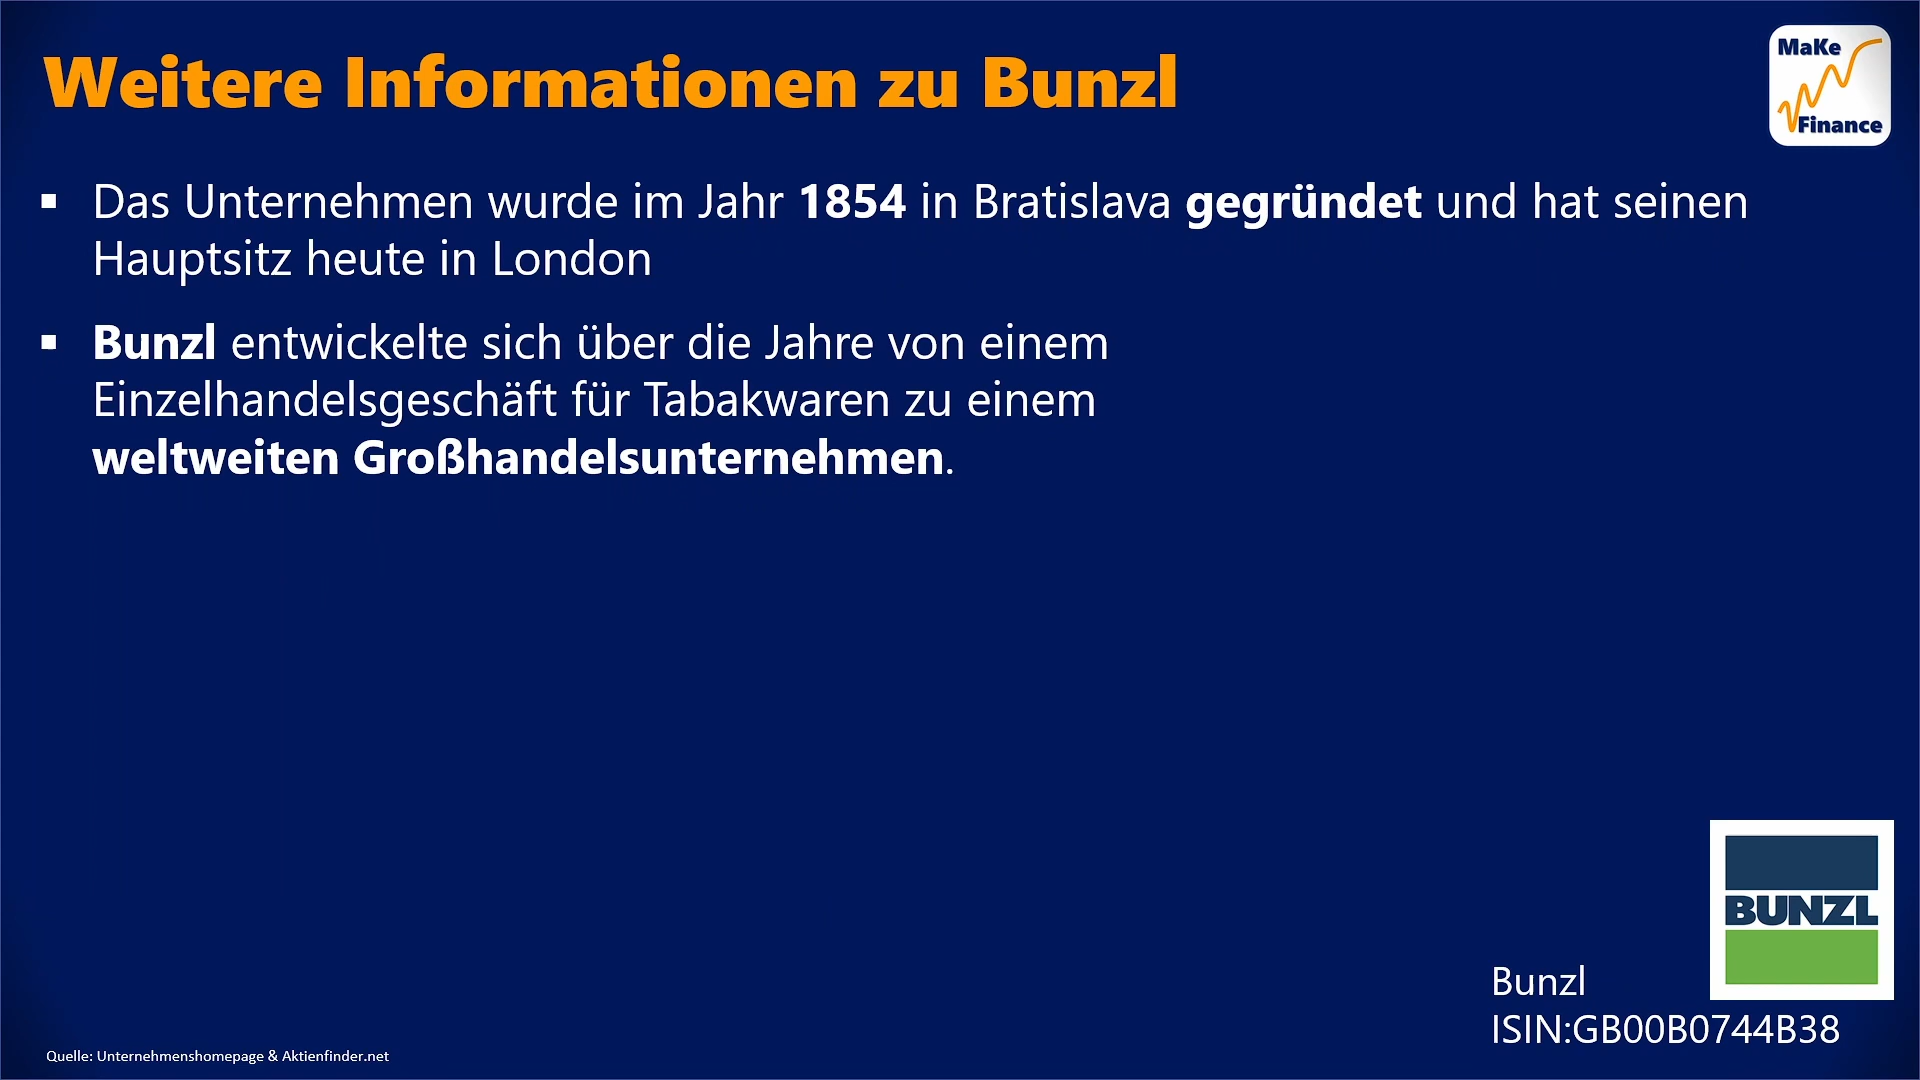 Weitere Informationen zu Bunzl
MaKe
Finance
▪ Das Unternehmen wurde im Jahr 1854 in Bratislava gegründet und hat seinen
Hauptsitz heute in London
▪ Bunzl entwickelte sich über die Jahre von einem
Einzelhandelsgeschäft für Tabakwaren zu einem
weltweiten Großhandelsunternehmen.
BUNZL
Bunzl
ISIN:GB00B0744B38
Quelle: Unternehmenshomepage & Aktienfinder.net